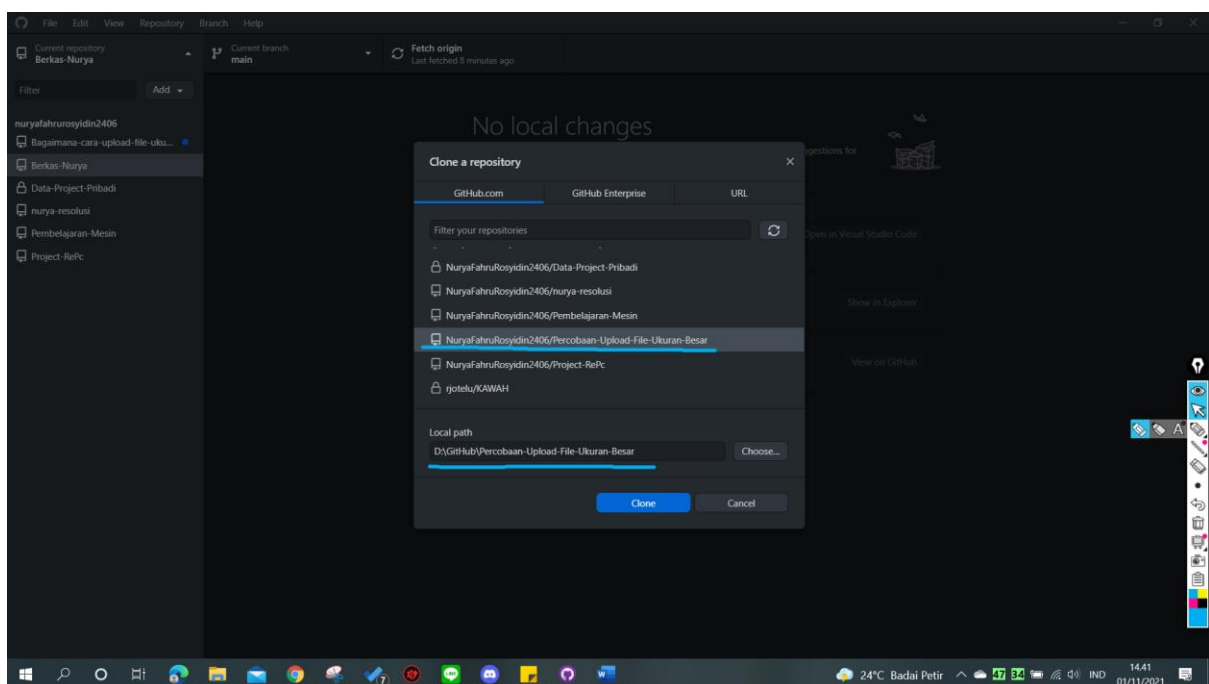 File Edit View Repository Branch Help
Current repository
Berkas-Nurya
Current branch
main
Fetch origin
Last fetched 8 minutes ago
Filter
Add
nuryafahrurosyidin2406
Bagaimana-cara-upload-file-uku...
Berkas-Nurya
Data-Project-Pribadi
nurya-resolusi
Pembelajaran-Mesin
Project-RePc
No local changes
gestions for
Open in Visual Studio Code
Show in Explorer
View on GitHub
Clone a repository
GitHub.com
GitHub Enterprise
URL
Filter your repositories
NuryaFahruRosyidin2406/Data-Project-Pribadi
NuryaFahruRosyidin2406/nurya-resolusi
NuryaFahruRosyidin2406/Pembelajaran-Mesin
NuryaFahruRosyidin2406/Percobaan-Upload-File-Ukuran-Besar
NuryaFahruRosyidin2406/Project-RePc
rjotelu/KAWAH
Local path
D:\GitHub\Percobaan-Upload-File-Ukuran-Besar
Choose...
Clone
Cancel
A
7
24°C Badai Petir
47
34
IND
14.41
01/11/2021